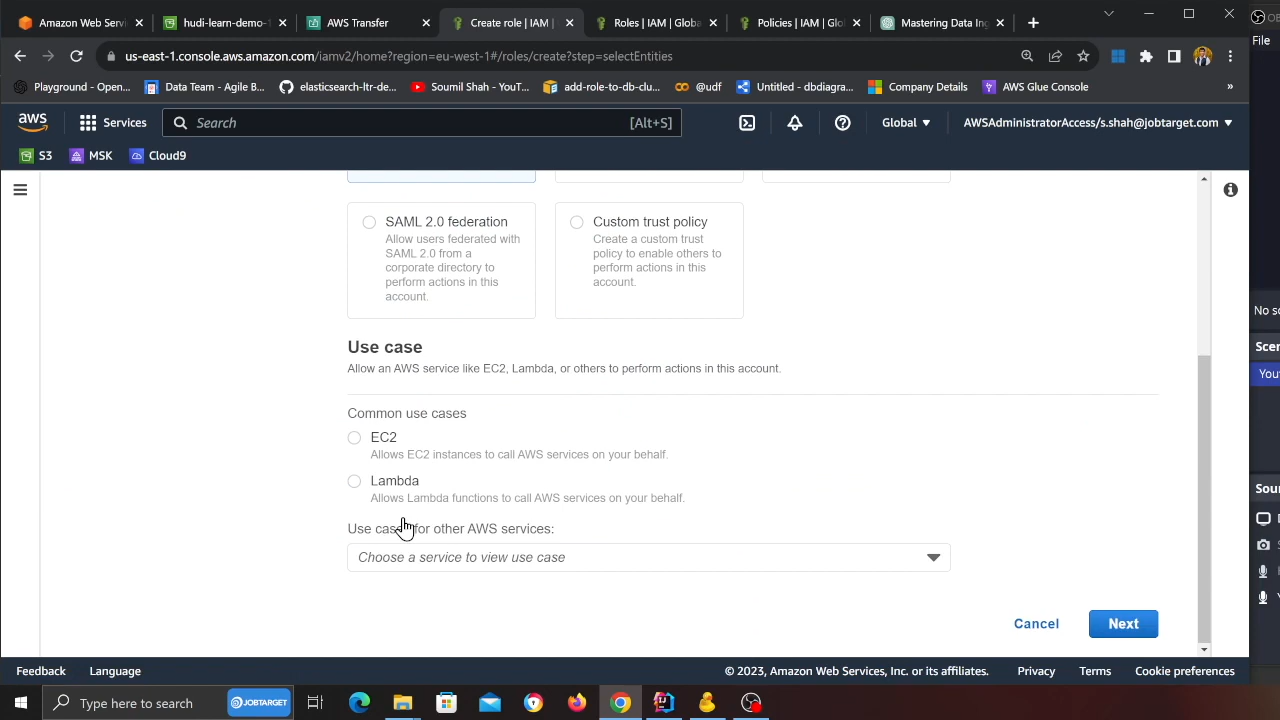 Amazon Web Servi
hudi-learn-demo-1
AWS Transfer
Create role | IAM |
Roles | IAM | Globa
Policies | IAM | Glo
Mastering Data Ing
us-east-1.console.aws.amazon.com/iamv2/home?region=eu-west-1#/roles/create?step=selectEntities
File
Playground - Open...
Data Team - Agile B...
elasticsearch-ltr-de...
Soumil Shah - YouT...
add-role-to-db-clu...
@udf
Untitled - dbdiagra...
Company Details
AWS Glue Console
»
aws
Services
Search
[Alt+S]
Global
AWSAdministratorAccess/s.shah@jobtarget.com
S3
MSK
Cloud9
SAML 2.0 federation
Allow users federated with
SAML 2.0 from a
corporate directory to
perform actions in this
account.
Custom trust policy
Create a custom trust
policy to enable others to
perform actions in this
account.
No
Use case
Allow an AWS service like EC2, Lambda, or others to perform actions in this account.
Common use cases
EC2
Allows EC2 instances to call AWS services on your behalf.
Lambda
Allows Lambda functions to call AWS services on your behalf.
Use case for other AWS services:
Choose a service to view use case
Cancel
Next
Feedback
Language
© 2023, Amazon Web Services, Inc. or its affiliates.
Privacy
Terms
Cookie preferences
Type here to search
JOBTARGET